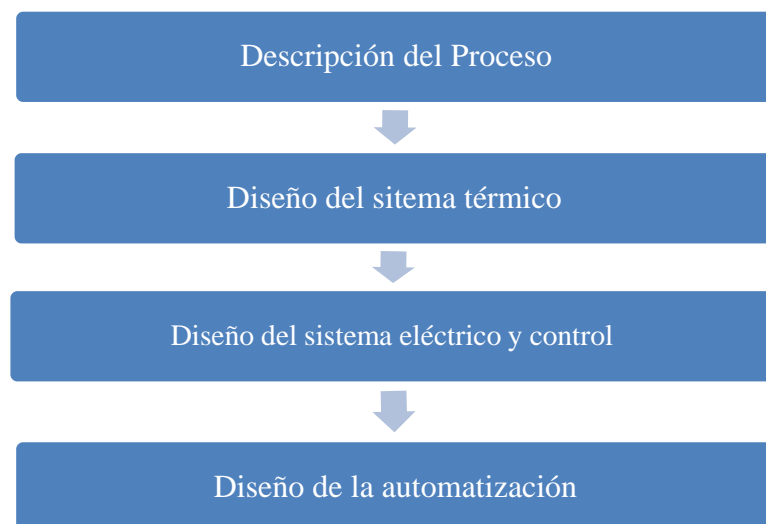 Descripción del Proceso
Diseño del sitema térmico
Diseño del sistema eléctrico y control
Diseño de la automatización